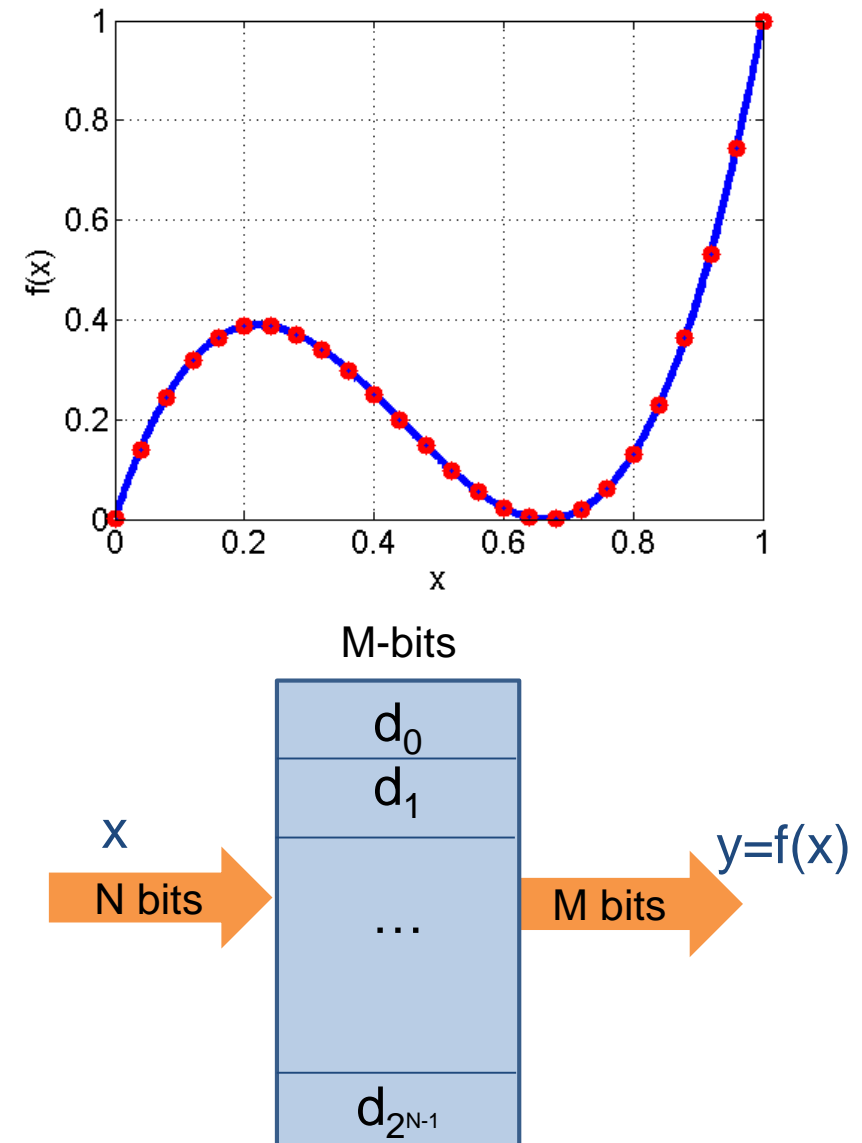 1
0.8
0.6
f(x)
0.4
0.2
0
0 0.2 0.4 0.6 0.8 1
x
M-bits
d₀
d₁
x
y=f(x)
N bits
…
M bits
d₂ᴺ⁻¹